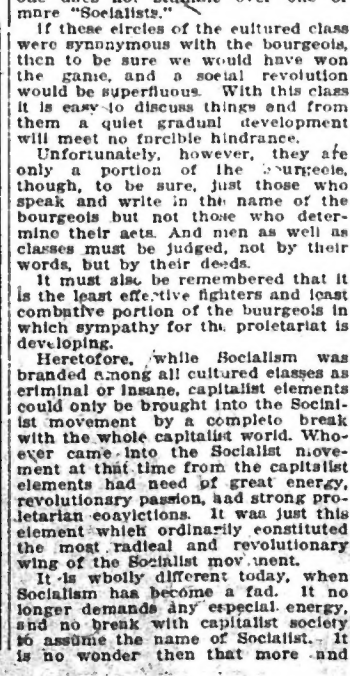 more "Socialists."
If these circles of the cultured class
were synonymous with the bourgeois,
then to be sure we would have won
the game, and a social revolution
would be superfluous. With this class
it is easy to discuss things and from
them a quiet gradual development
will meet no forcible hindrance.
Unfortunately, however, they are
only a portion of the bourgeois,
though, to be sure, just those who
speak and write in the name of the
bourgeois but not those who deter-
mine their acts. And men as well as
classes must be judged, not by their
words, but by their deeds.
It must also be remembered that it
is the least effective fighters and least
combative portion of the bourgeois in
which sympathy for the proletariat is
developing.
Heretofore, while Socialism was
branded among all cultured classes as
criminal or insane, capitalist elements
could only be brought into the Social-
ist movement by a complete break
with the whole capitalist world. Who-
ever came into the Socialist move-
ment at that time from the capitalist
elements had need of great energy,
revolutionary passion, and strong pro-
letarian convictions. It was just this
element which ordinarily constituted
the most radical and revolutionary
wing of the Socialist movement.
It is wholly different today, when
Socialism has become a fad. It no
longer demands any especial energy,
and no break with capitalist society
to assume the name of Socialist. It
is no wonder then that more and